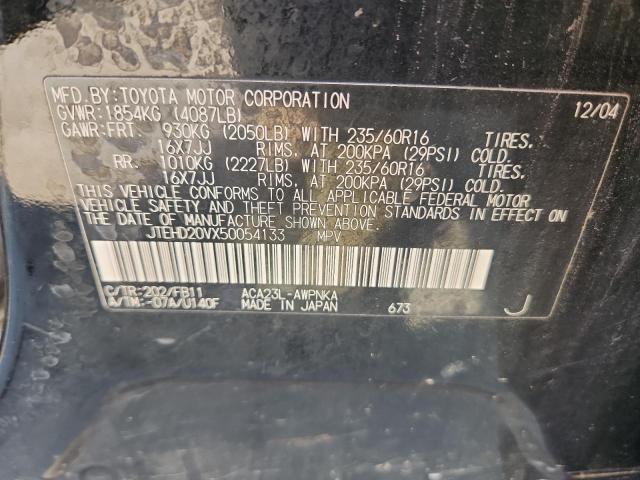 MFD.BY:TOYOTA MOTOR CORPORATION 12/04
GVWR:1854KG (4087LB)
GAWR:FRT. 930KG (2050LB) WITH 235/60R16 TIRES.
16X7JJ RIMS, AT 200KPA (29PSI) COLD.
RR. 1010KG (2227LB) WITH 235/60R16 TIRES.
16X7JJ RIMS, AT 200KPA (29PSI) COLD.
THIS VEHICLE CONFORMS TO ALL APPLICABLE FEDERAL MOTOR
VEHICLE SAFETY AND THEFT PREVENTION STANDARDS IN EFFECT ON
THE DATE OF MANUFACTURE SHOWN ABOVE.
JTEHD20VX50054133 MPV
C/TR:202/FB11 ACA23L-AWPNKA
A/TM:-07A/U140F MADE IN JAPAN 673 J